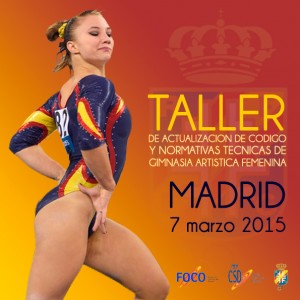 TALLER
DE ACTUALIZACION DE CODIGO
Y NORMATIVAS TECNICAS DE
GIMNASIA ARTISTICA FEMENINA
MADRID
7 marzo 2015
FOCO
CSD